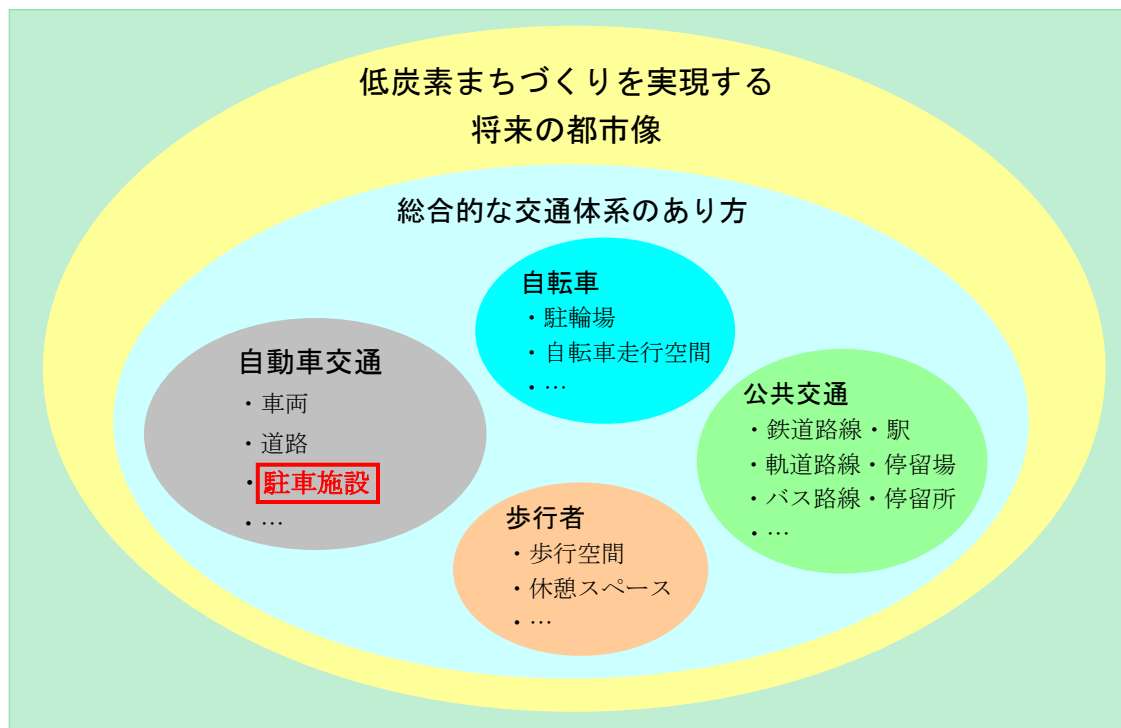 低炭素まちづくりを実現する
将来の都市像
総合的な交通体系のあり方
自転車
・駐輪場
・自転車走行空間
・…
自動車交通
・車両
・道路
・駐車施設
・…
公共交通
・鉄道路線・駅
・軌道路線・停留場
・バス路線・停留所
・…
歩行者
・歩行空間
・休憩スペース
・…